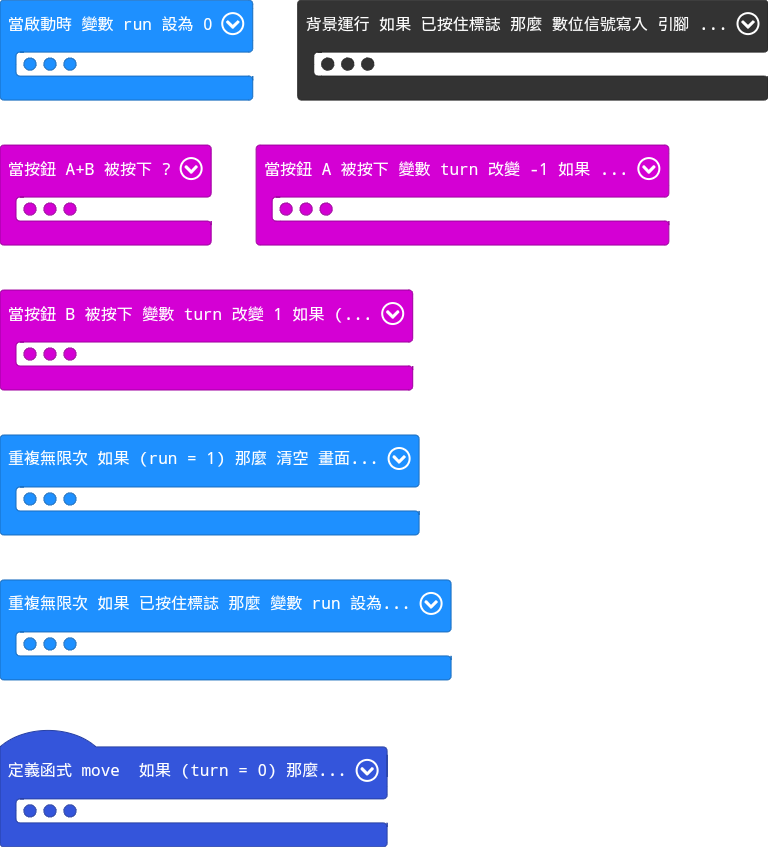 當啟動時 變數 run 設為 0
背景運行 如果 已按住標誌 那麼 數位信號寫入 引腳 ...
當按鈕 A+B 被按下 ?
當按鈕 A 被按下 變數 turn 改變 -1 如果 ...
當按鈕 B 被按下 變數 turn 改變 1 如果 (...
重複無限次 如果 (run = 1) 那麼 清空 畫面...
重複無限次 如果 已按住標誌 那麼 變數 run 設為...
定義函式 move 如果 (turn = 0) 那麼...